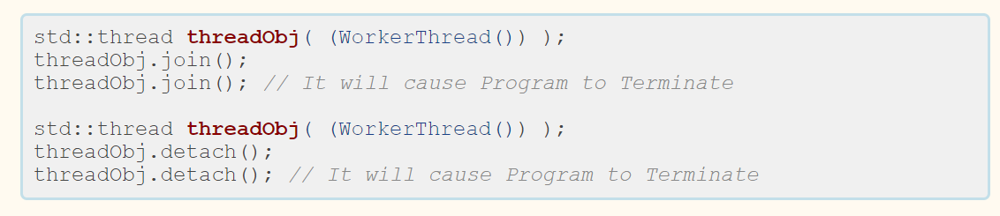 std::thread threadObj( (WorkerThread()) );
threadObj.join();
threadObj.join(); // It will cause Program to Terminate
std::thread threadObj( (WorkerThread()) );
threadObj.detach();
threadObj.detach(); // It will cause Program to Terminate